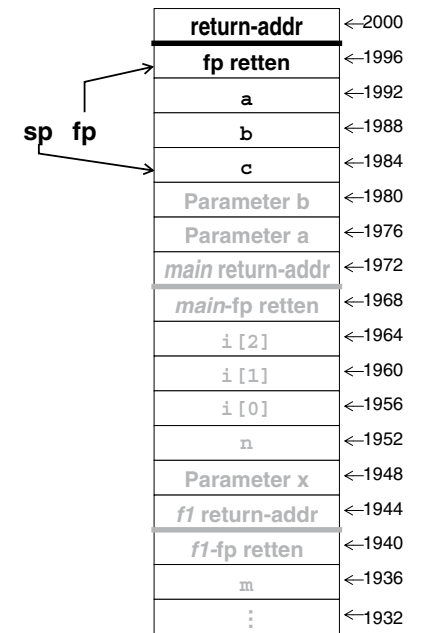 return-addr ←2000
fp retten ←1996
a ←1992
b ←1988
sp fp
c ←1984
Parameter b ←1980
Parameter a ←1976
main return-addr ←1972
main-fp retten ←1968
i[2] ←1964
i[1] ←1960
i[0] ←1956
n ←1952
Parameter x ←1948
f1 return-addr ←1944
f1-fp retten ←1940
m ←1936
⋮ ←1932